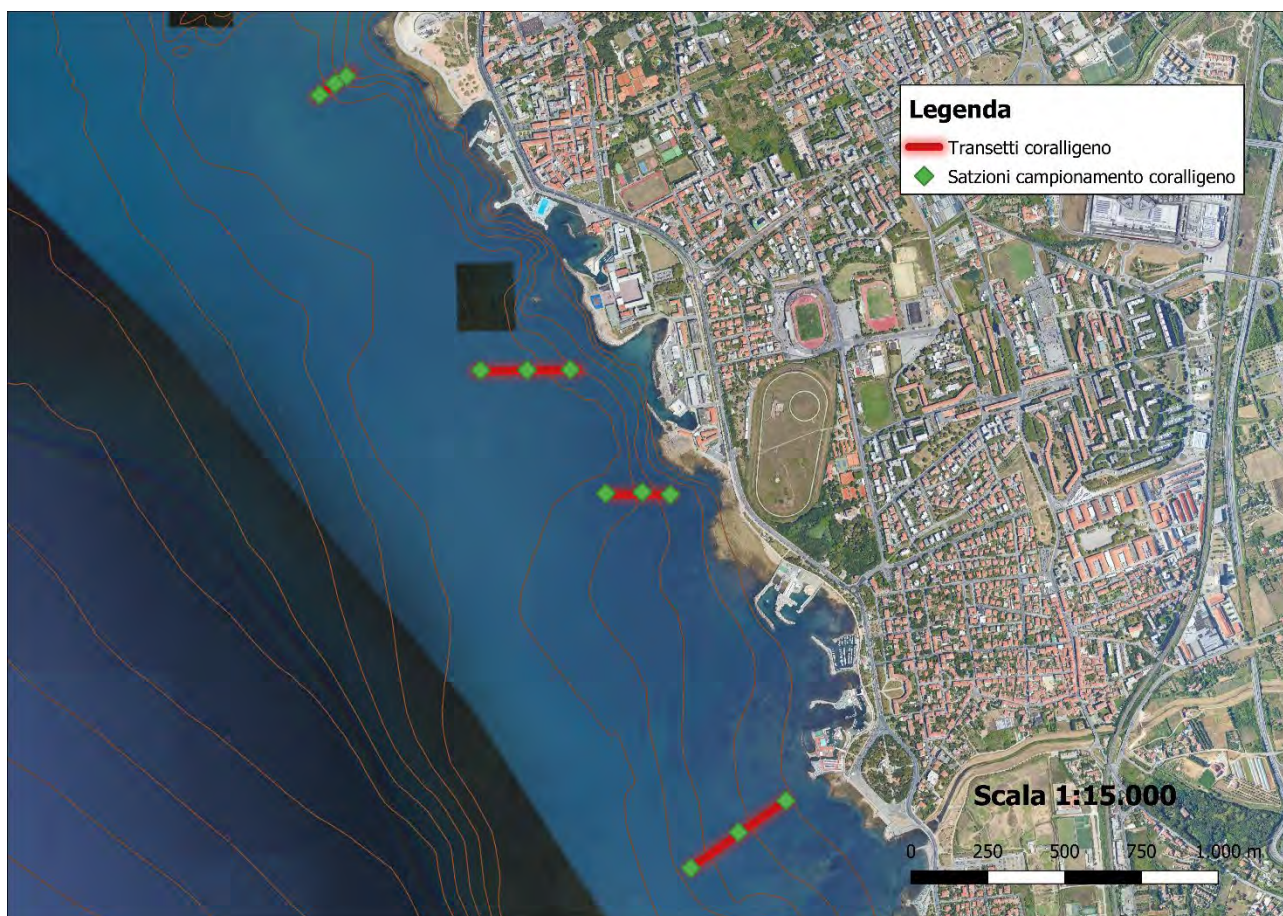 Legenda
Transetti coralligeno
Satzioni campionamento coralligeno
Scala 1:15.000
0 250 500 750 1.000 m